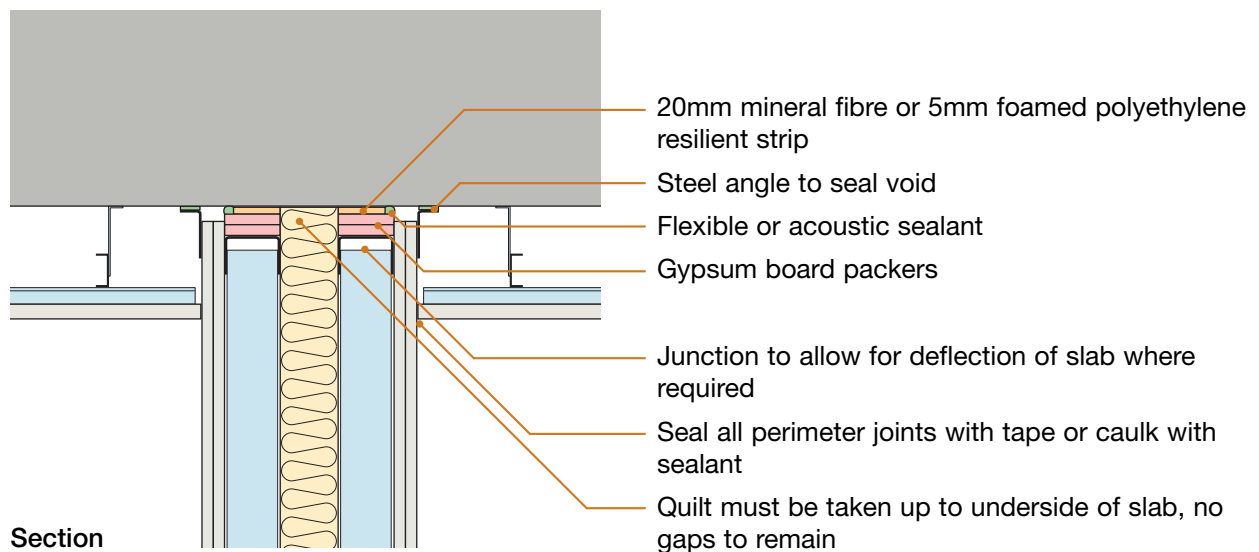 20mm mineral fibre or 5mm foamed polyethylene
resilient strip
Steel angle to seal void
Flexible or acoustic sealant
Gypsum board packers
Junction to allow for deflection of slab where
required
Seal all perimeter joints with tape or caulk with
sealant
Quilt must be taken up to underside of slab, no
gaps to remain
Section